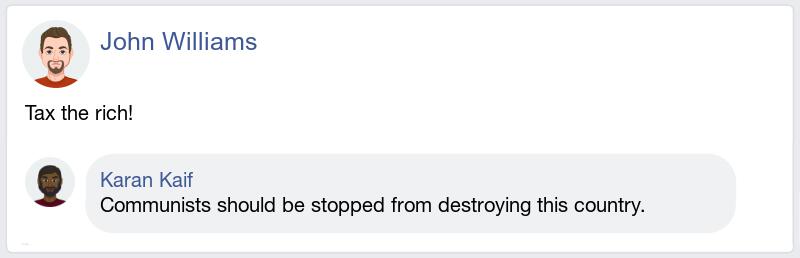 John Williams
Tax the rich!
Karan Kaif
Communists should be stopped from destroying this country.